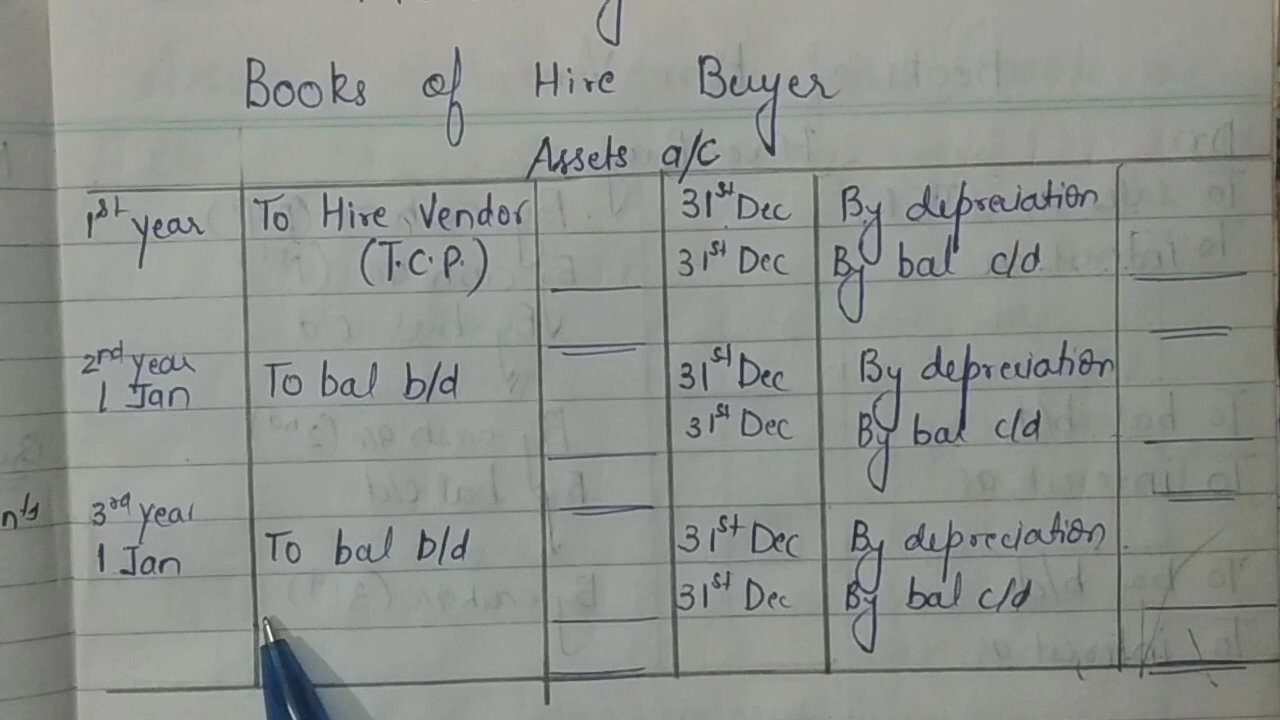 Books of Hire Buyer
Assets a/c
1st year To Hire Vendor 31st Dec By depreciation
(T.C.P.) 31st Dec By bal c/d
2nd year
1 Jan To bal b/d 31st Dec By depreciation
31st Dec By bal c/d
nts 3rd year
1 Jan To bal b/d 31st Dec By depreciation
31st Dec By bal c/d